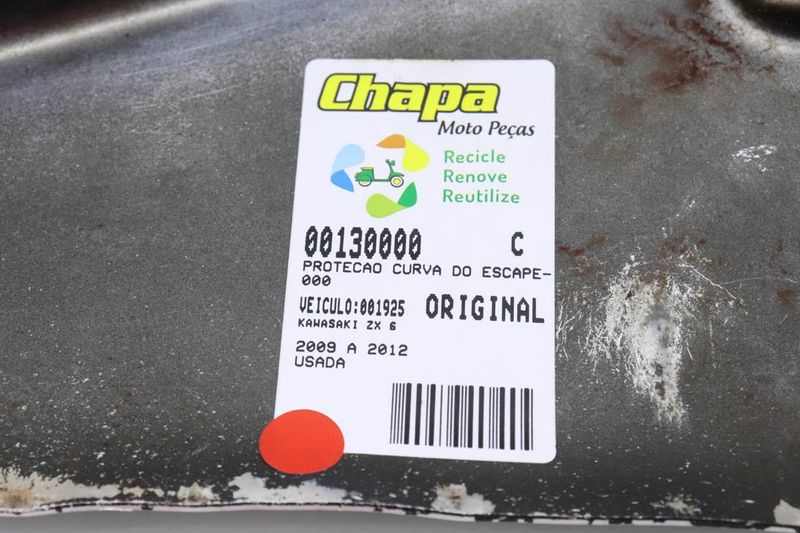 Chapa
Moto Peças
Recicle
Renove
Reutilize
00130000 C
PROTECAO CURVA DO ESCAPE-
000
VEICULO:001925 ORIGINAL
KAWASAKI ZX 6
2009 A 2012
USADA